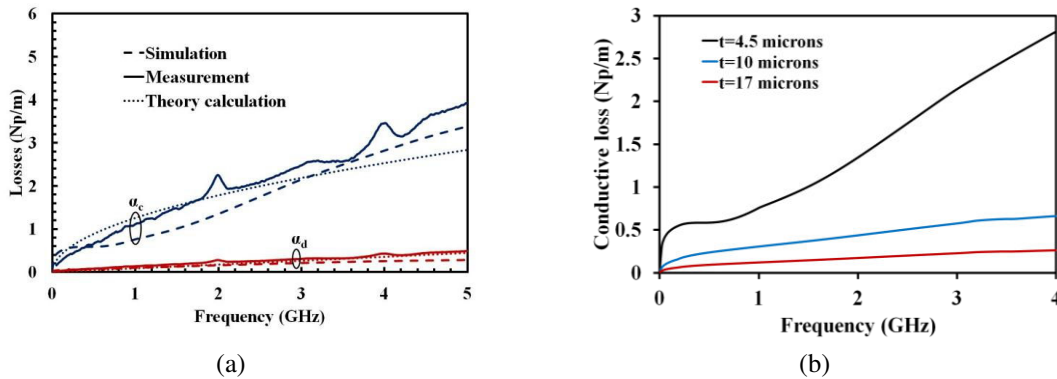 6
5
4
3
2
1
0
0 1 2 3 4 5
Losses (Np/m)
Frequency (GHz)
Simulation
Measurement
Theory calculation
αc
αd
(a)
3
2.5
2
1.5
1
0.5
0
0 1 2 3 4
Conductive loss (Np/m)
Frequency (GHz)
t=4.5 microns
t=10 microns
t=17 microns
(b)